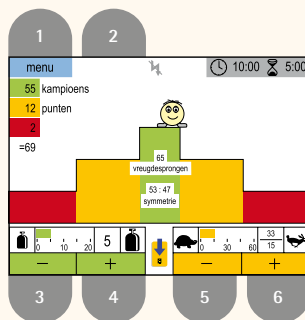 1 2
menu 10:00 5:00
55 kampioens
12 punten
2
=69
65
vreugdesprongen
53 : 47
symmetrie
0 10 20 5 0 30 60 33
15
− + − +
3 4 5 6